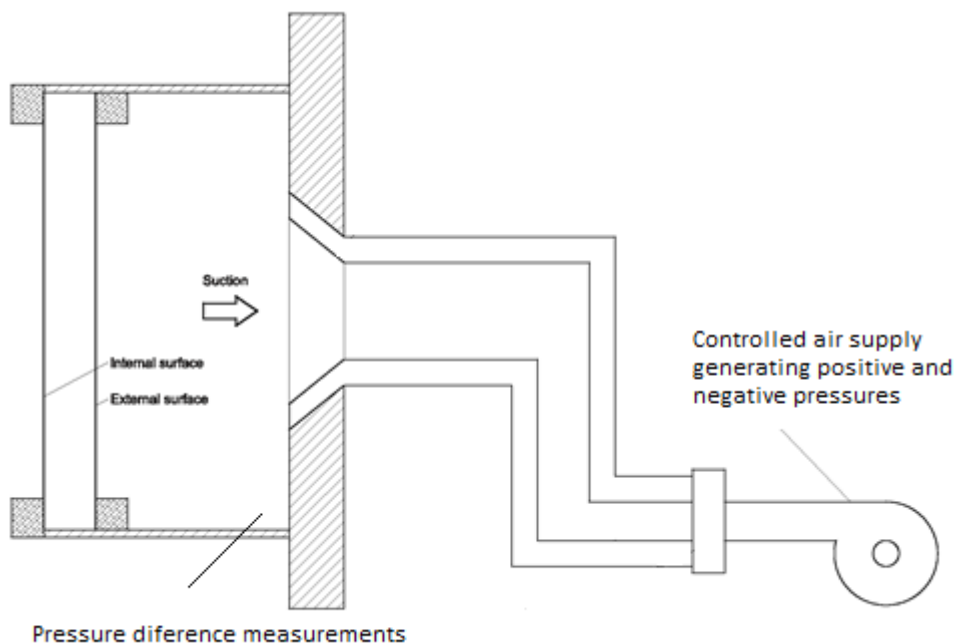 Suction
Internal surface
External surface
Controlled air supply
generating positive and
negative pressures
Pressure diference measurements